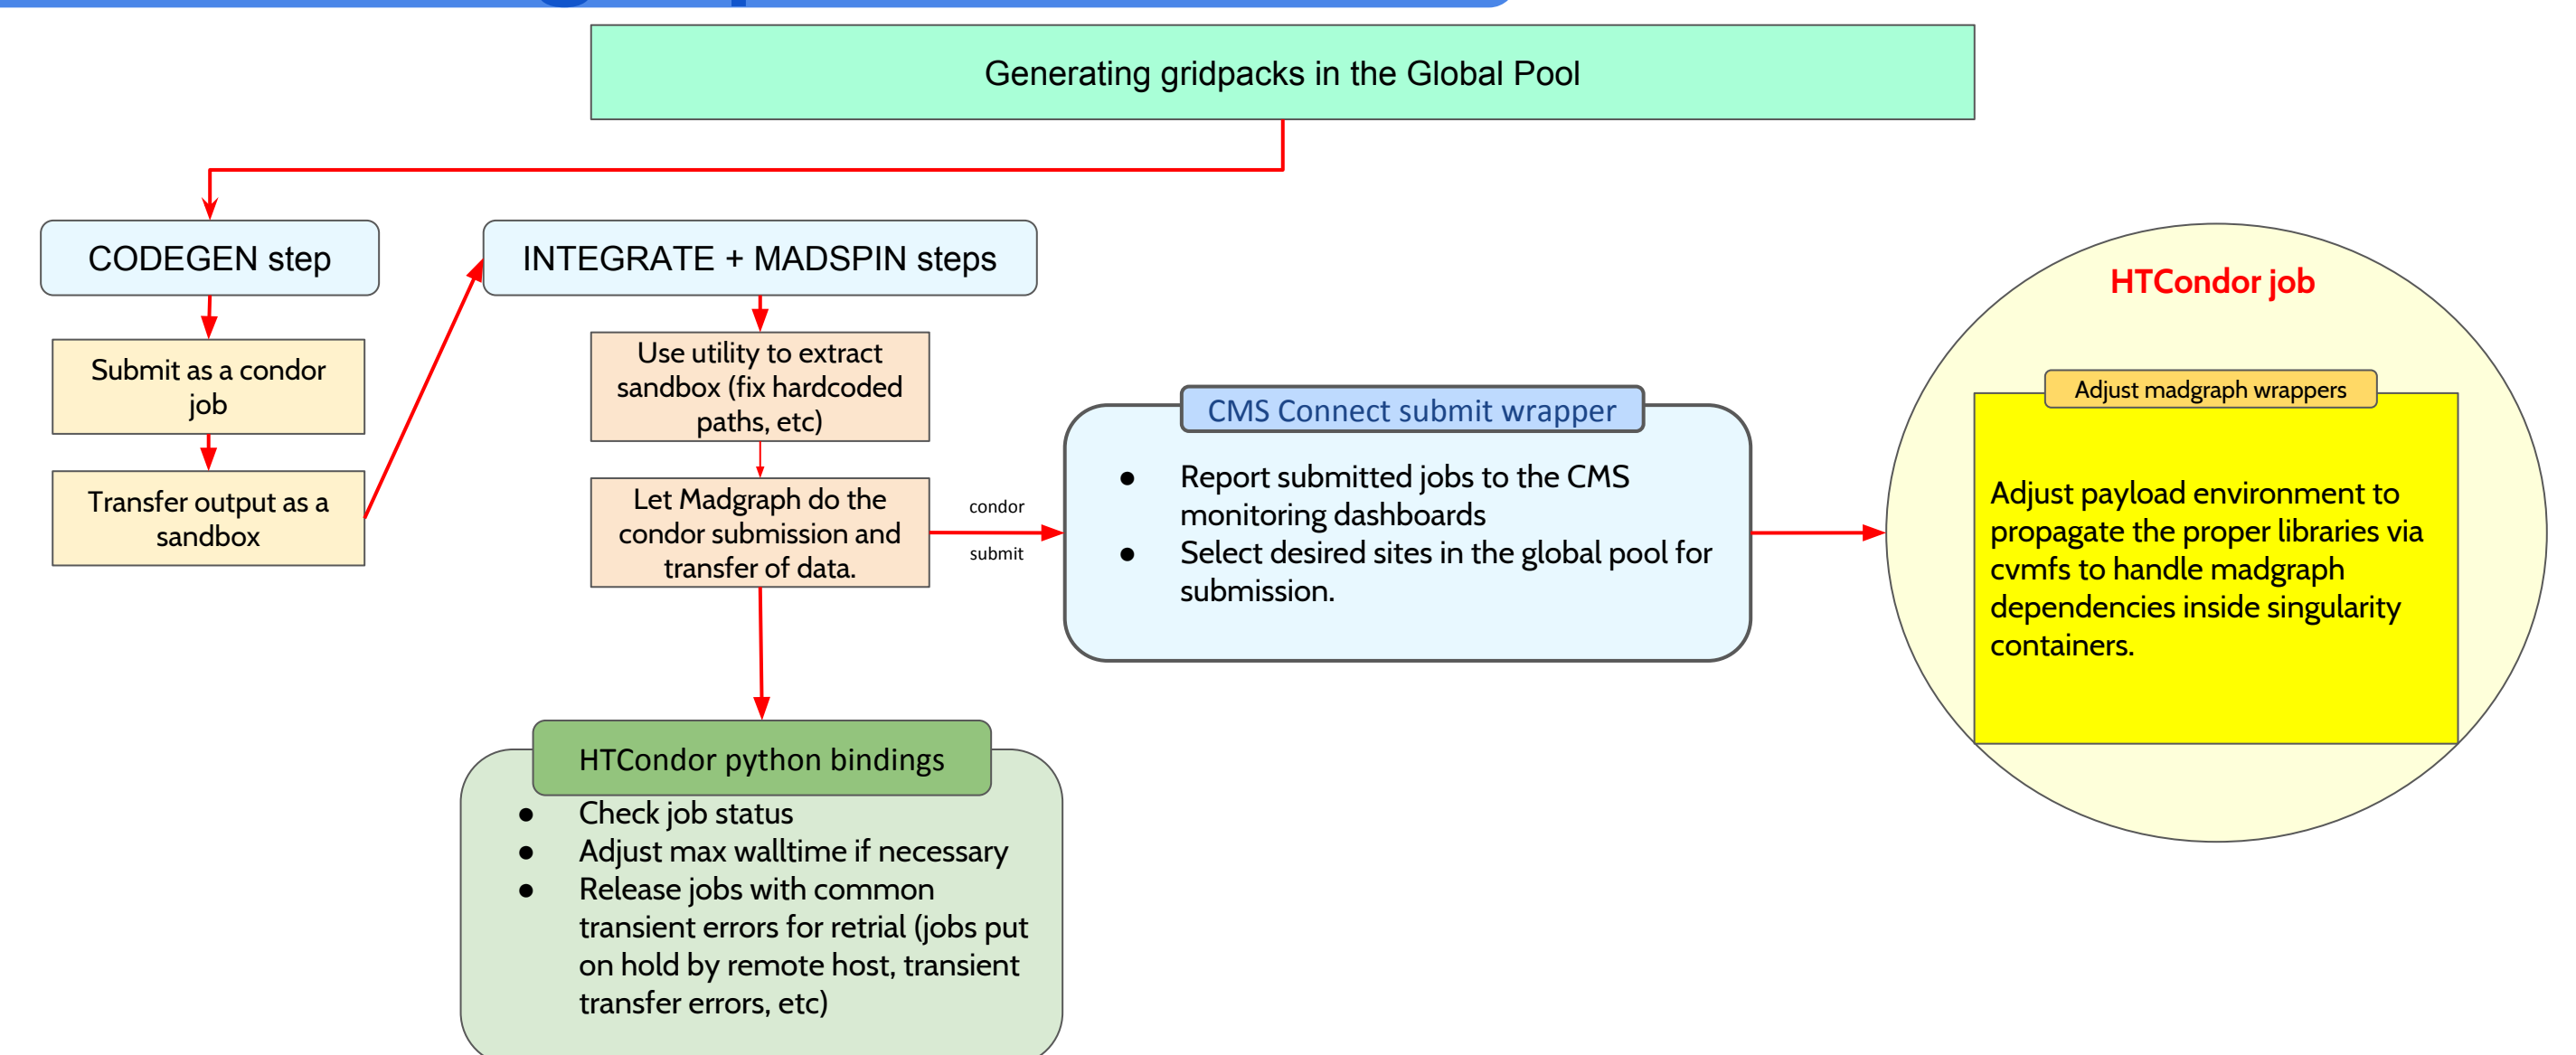 Generating gridpacks in the Global Pool
CODEGEN step
Submit as a condor
job
Transfer output as a
sandbox
INTEGRATE + MADSPIN steps
Use utility to extract
sandbox (fix hardcoded
paths, etc)
Let Madgraph do the
condor submission and
transfer of data.
condor
submit
CMS Connect submit wrapper
● Report submitted jobs to the CMS
monitoring dashboards
● Select desired sites in the global pool for
submission.
HTCondor job
Adjust madgraph wrappers
Adjust payload environment to
propagate the proper libraries via
cvmfs to handle madgraph
dependencies inside singularity
containers.
HTCondor python bindings
● Check job status
● Adjust max walltime if necessary
● Release jobs with common
transient errors for retrial (jobs put
on hold by remote host, transient
transfer errors, etc)